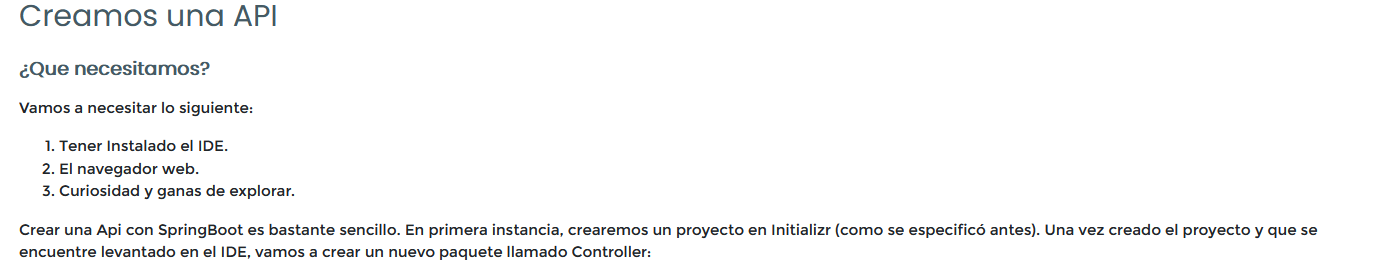 Creamos una API
¿Que necesitamos?
Vamos a necesitar lo siguiente:
1. Tener Instalado el IDE.
2. El navegador web.
3. Curiosidad y ganas de explorar.
Crear una Api con SpringBoot es bastante sencillo. En primera instancia, crearemos un proyecto en Initializr (como se especificó antes). Una vez creado el proyecto y que se
encuentre levantado en el IDE, vamos a crear un nuevo paquete llamado Controller: